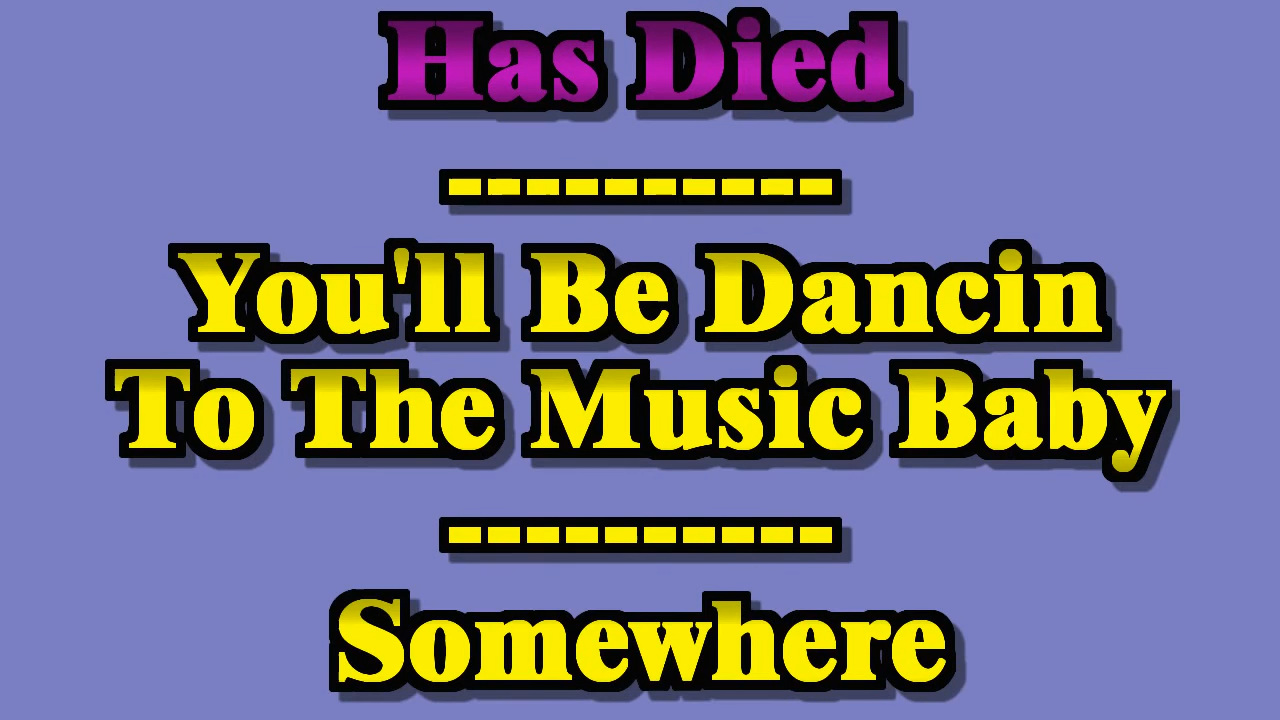 Has Died
----------
You'll Be Dancin
To The Music Baby
----------
Somewhere